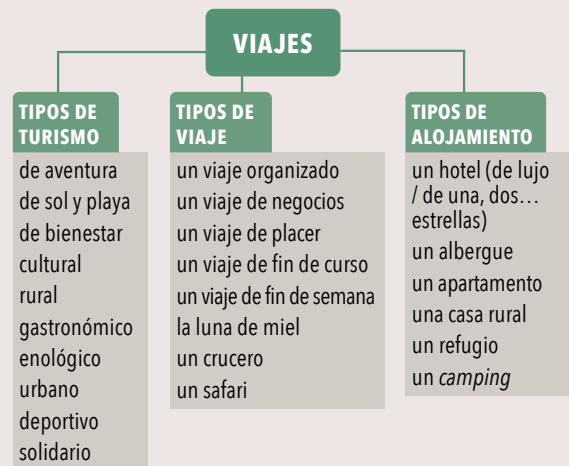 VIAJES
TIPOS DE
TURISMO
de aventura
de sol y playa
de bienestar
cultural
rural
gastronómico
enológico
urbano
deportivo
solidario
TIPOS DE
VIAJE
un viaje organizado
un viaje de negocios
un viaje de placer
un viaje de fin de curso
un viaje de fin de semana
la luna de miel
un crucero
un safari
TIPOS DE
ALOJAMIENTO
un hotel (de lujo
/ de una, dos...
estrellas)
un albergue
un apartamento
una casa rural
un refugio
un camping